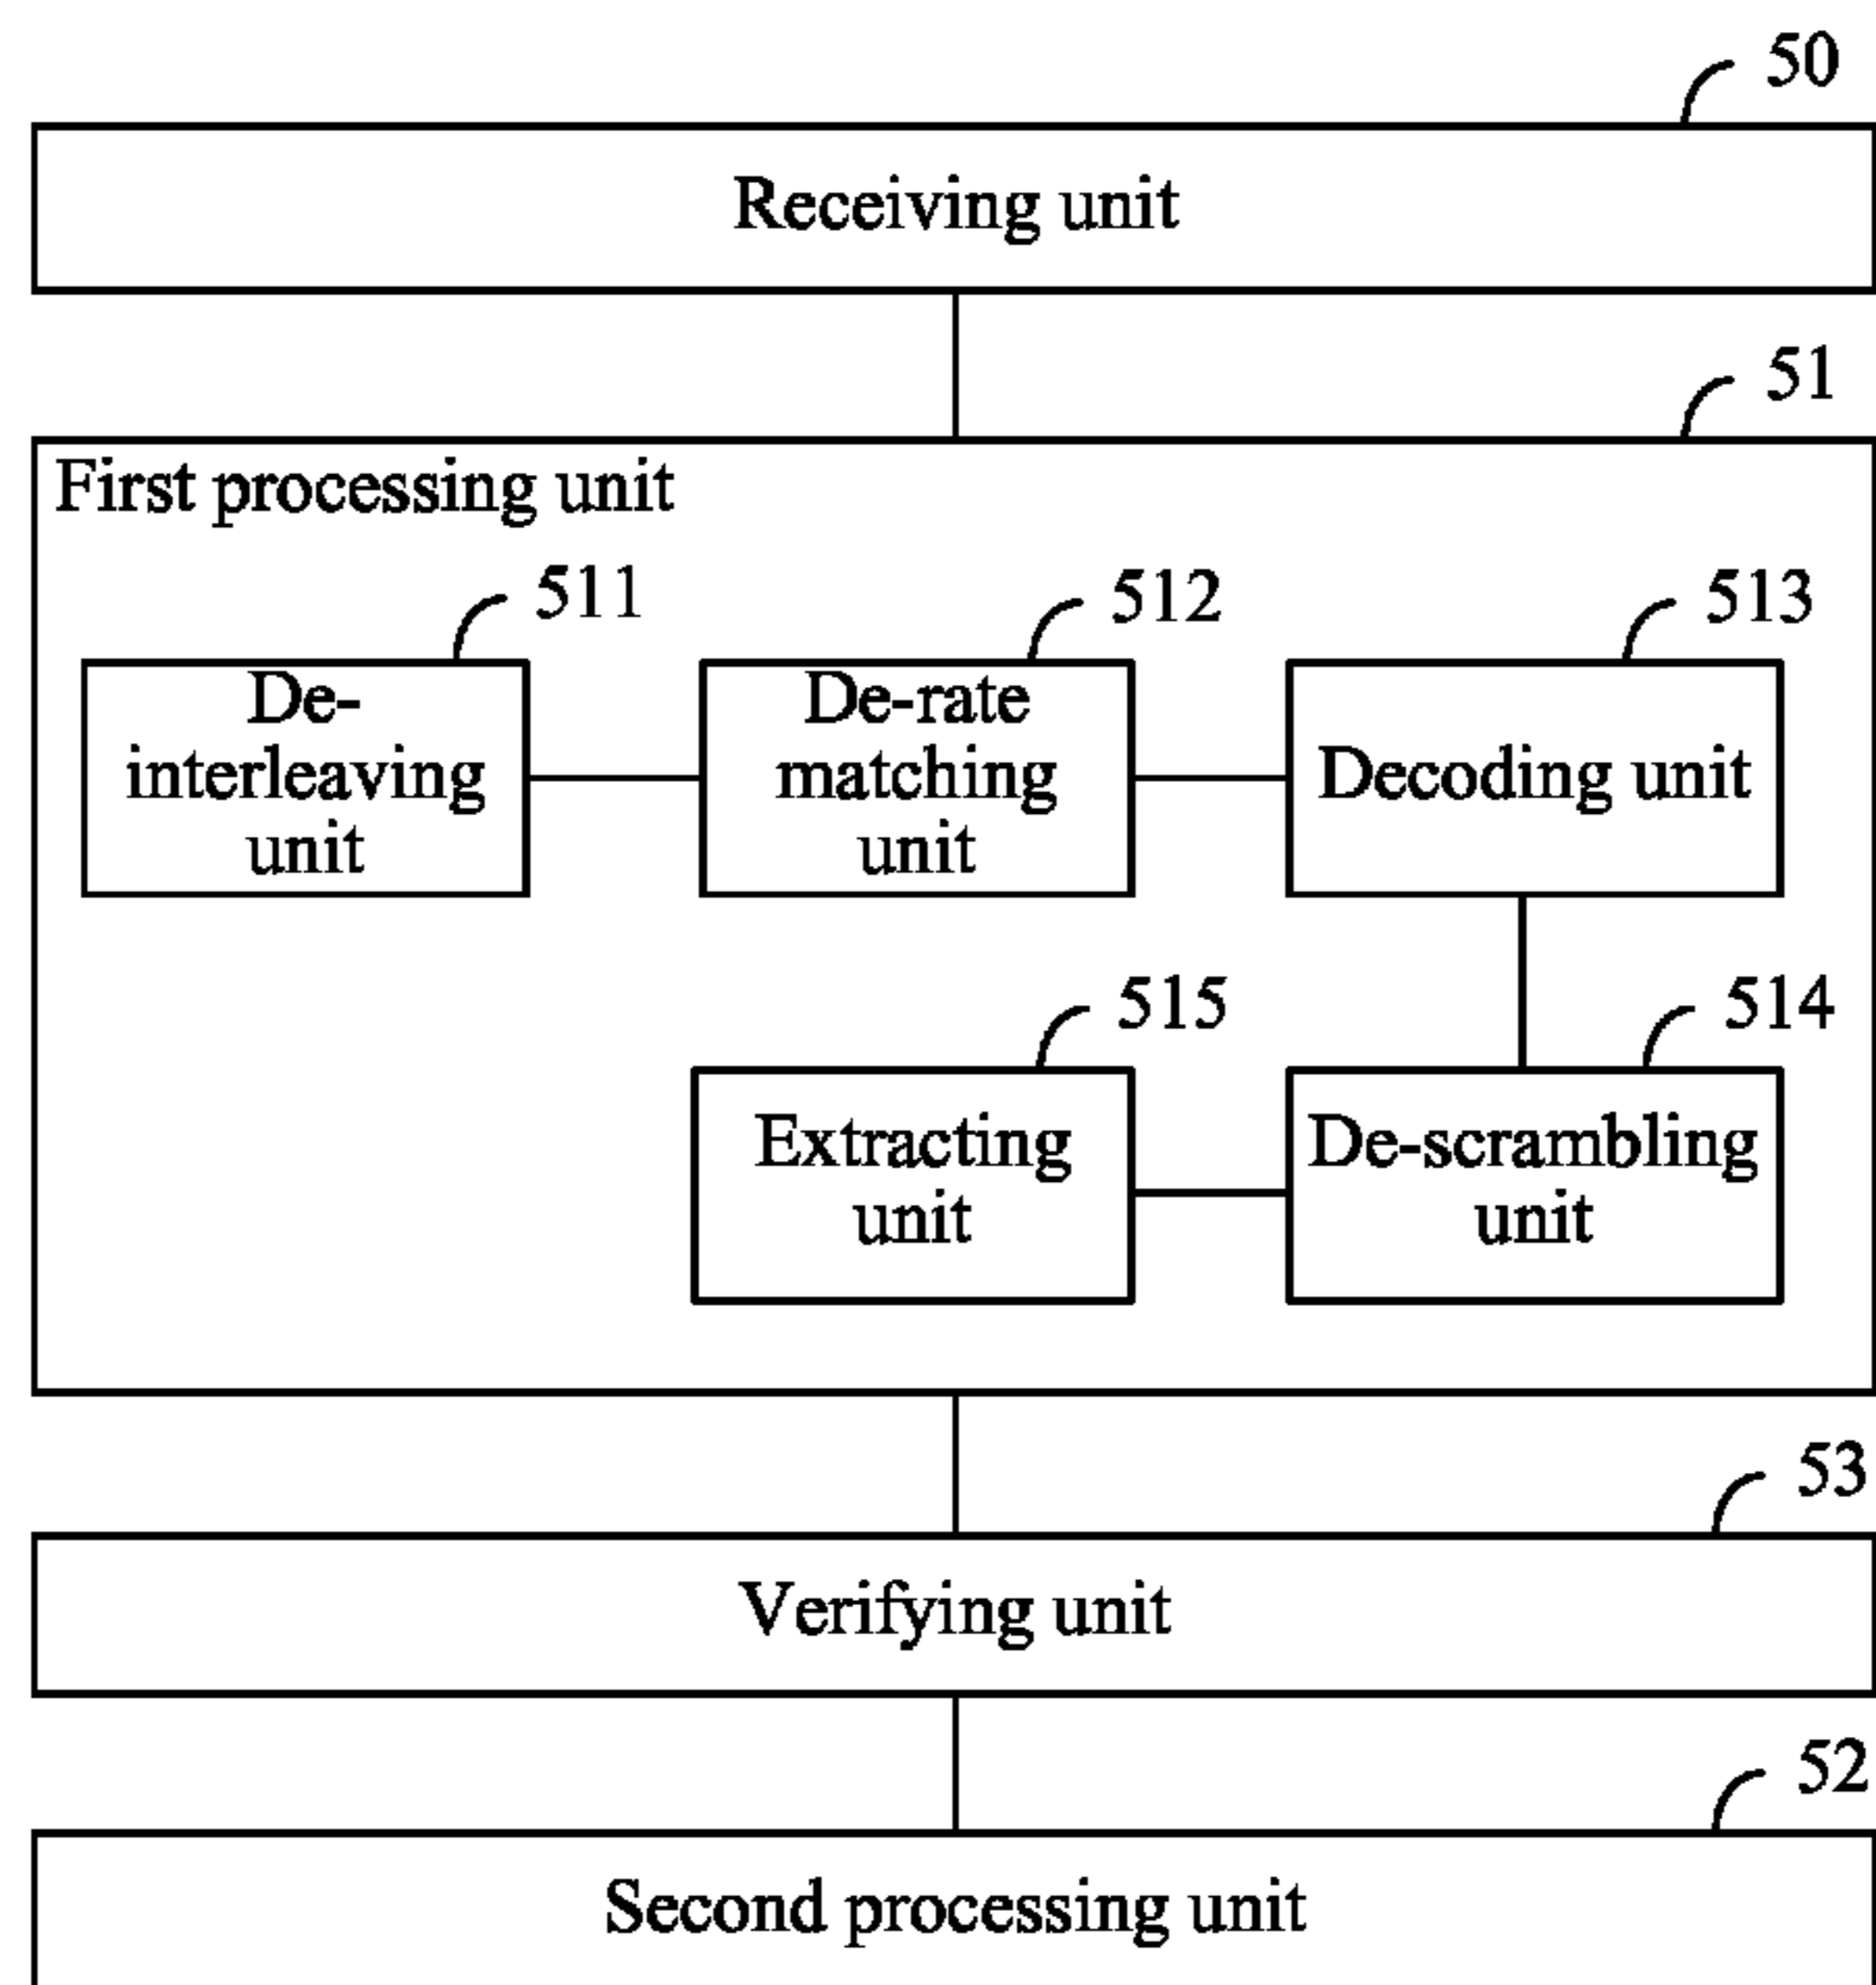 50
Receiving unit
51
First processing unit
511
512
513
De-
interleaving
unit
De-rate
matching
unit
Decoding unit
515
514
Extracting
unit
De-scrambling
unit
53
Verifying unit
52
Second processing unit